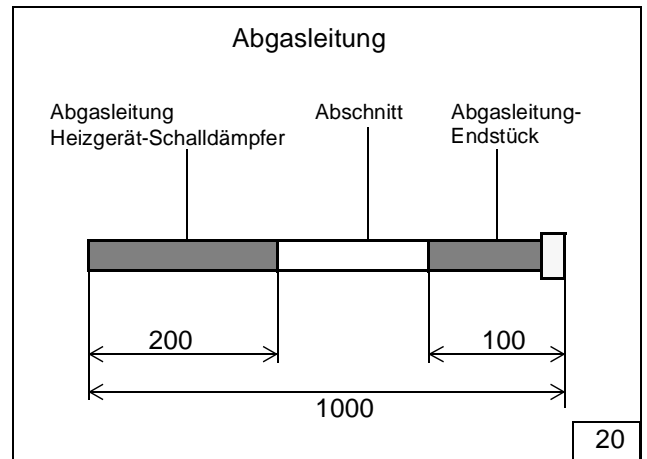 Abgasleitung
Abgasleitung
Heizgerät-Schalldämpfer
Abschnitt
Abgasleitung-
Endstück
200
100
1000
20